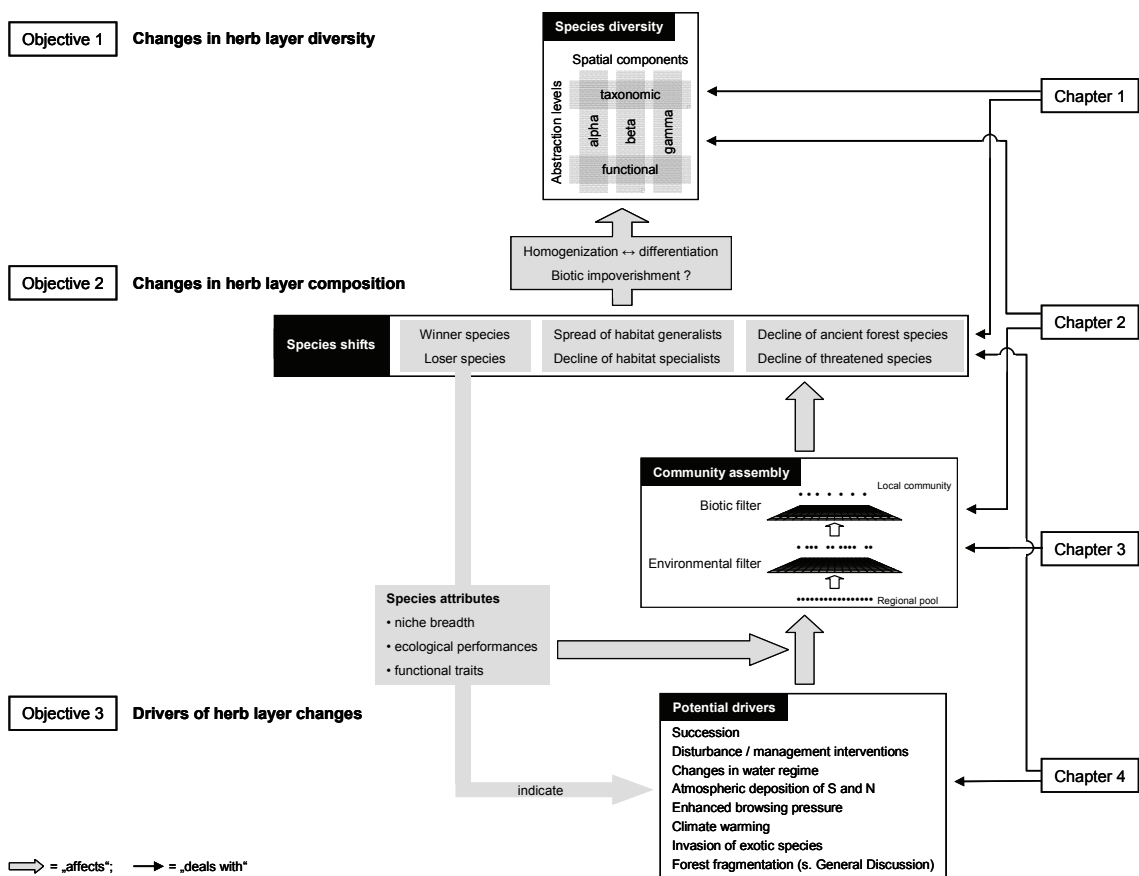 Objective 1
Changes in herb layer diversity
Species diversity
Spatial components
Abstraction levels
taxonomic
alpha
beta
gamma
functional
Chapter 1
Homogenization ↔ differentiation
Biotic impoverishment ?
Objective 2
Changes in herb layer composition
Chapter 2
Species shifts
Winner species
Loser species
Spread of habitat generalists
Decline of habitat specialists
Decline of ancient forest species
Decline of threatened species
Community assembly
Local community
Biotic filter
Environmental filter
Regional pool
Chapter 3
Species attributes
• niche breadth
• ecological performances
• functional traits
Objective 3
Drivers of herb layer changes
Potential drivers
Succession
Disturbance / management interventions
Changes in water regime
Atmospheric deposition of S and N
Enhanced browsing pressure
Climate warming
Invasion of exotic species
Forest fragmentation (s. General Discussion)
Chapter 4
indicate
= „affects“; = „deals with“